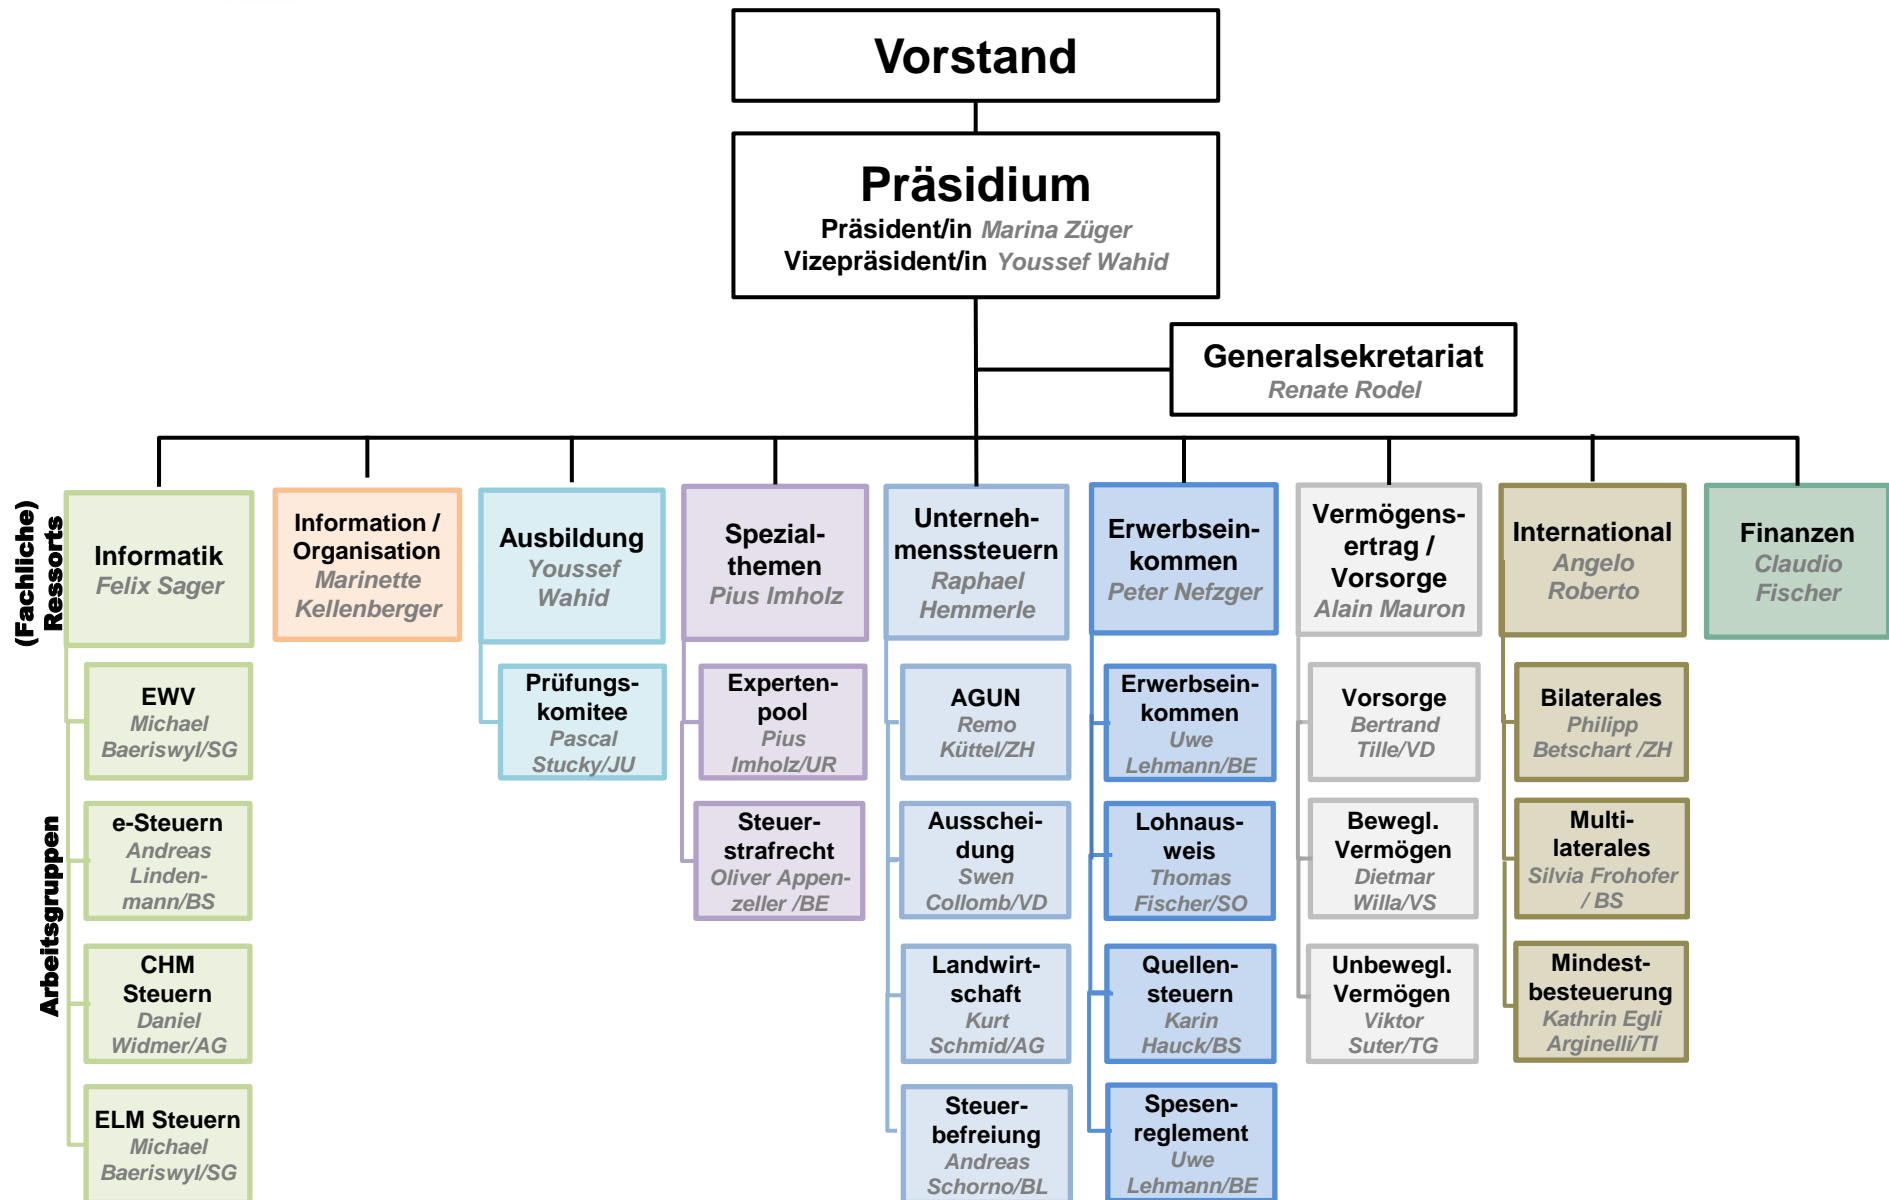 Vorstand
Präsidium
Präsident/in Marina Züger
Vizepräsident/in Youssef Wahid
Generalsekretariat
Renate Rodel
(Fachliche)
Ressorts
Informatik
Felix Sager
Information /
Organisation
Marinette
Kellenberger
Ausbildung
Youssef
Wahid
Spezial-
themen
Pius Imholz
Unterneh-
menssteuern
Raphael
Hemmerle
Erwerbsein-
kommen
Peter Nefzger
Vermögens-
ertrag /
Vorsorge
Alain Mauron
International
Angelo
Roberto
Finanzen
Claudio
Fischer
Arbeitsgruppen
EWV
Michael
Baeriswyl/SG
Prüfungs-
komitee
Pascal
Stucky/JU
Experten-
pool
Pius
Imholz/UR
AGUN
Remo
Küttel/ZH
Erwerbsein-
kommen
Uwe
Lehmann/BE
Vorsorge
Bertrand
Tille/VD
Bilaterales
Philipp
Betschart /ZH
e-Steuern
Andreas
Linden-
mann/BS
Steuer-
strafrecht
Oliver Appen-
zeller /BE
Ausschei-
dung
Swen
Collomb/VD
Lohnaus-
weis
Thomas
Fischer/SO
Bewegl.
Vermögen
Dietmar
Willa/VS
Multi-
laterales
Silvia Frohofer
/ BS
CHM
Steuern
Daniel
Widmer/AG
Landwirt-
schaft
Kurt
Schmid/AG
Quellen-
steuern
Karin
Hauck/BS
Unbewegl.
Vermögen
Viktor
Suter/TG
Mindest-
besteuerung
Kathrin Egli
Arginelli/TI
ELM Steuern
Michael
Baeriswyl/SG
Steuer-
befreiung
Andreas
Schorno/BL
Spesen-
reglement
Uwe
Lehmann/BE